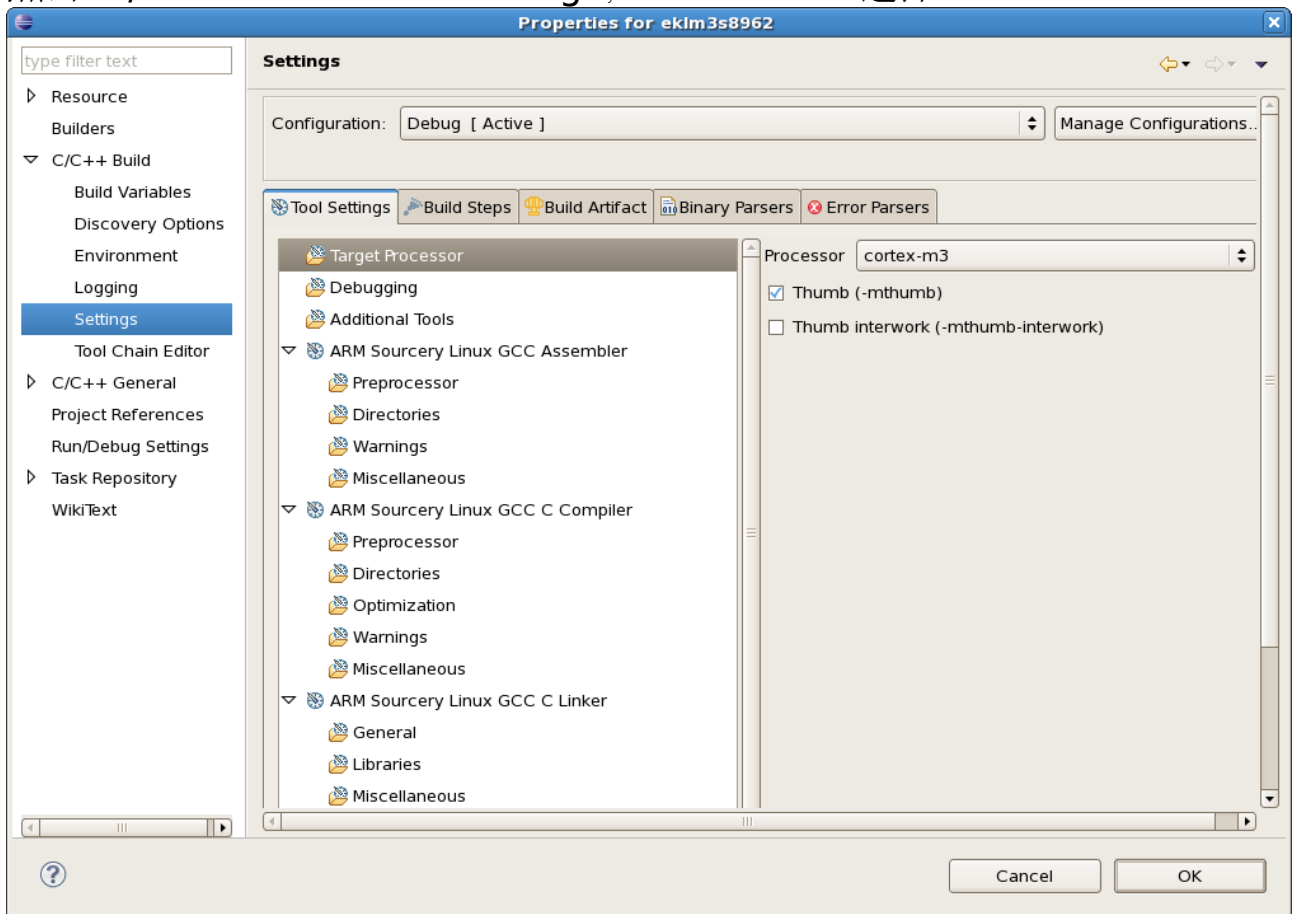 Properties for eklm3s8962
type filter text
Settings
Resource
Builders
C/C++ Build
Build Variables
Discovery Options
Environment
Logging
Settings
Tool Chain Editor
C/C++ General
Project References
Run/Debug Settings
Task Repository
WikiText
Configuration:
Debug [ Active ]
Manage Configurations..
Tool Settings
Build Steps
Build Artifact
Binary Parsers
Error Parsers
Target Processor
Debugging
Additional Tools
ARM Sourcery Linux GCC Assembler
Preprocessor
Directories
Warnings
Miscellaneous
ARM Sourcery Linux GCC C Compiler
Preprocessor
Directories
Optimization
Warnings
Miscellaneous
ARM Sourcery Linux GCC C Linker
General
Libraries
Miscellaneous
Processor
cortex-m3
Thumb (-mthumb)
Thumb interwork (-mthumb-interwork)
Cancel
OK